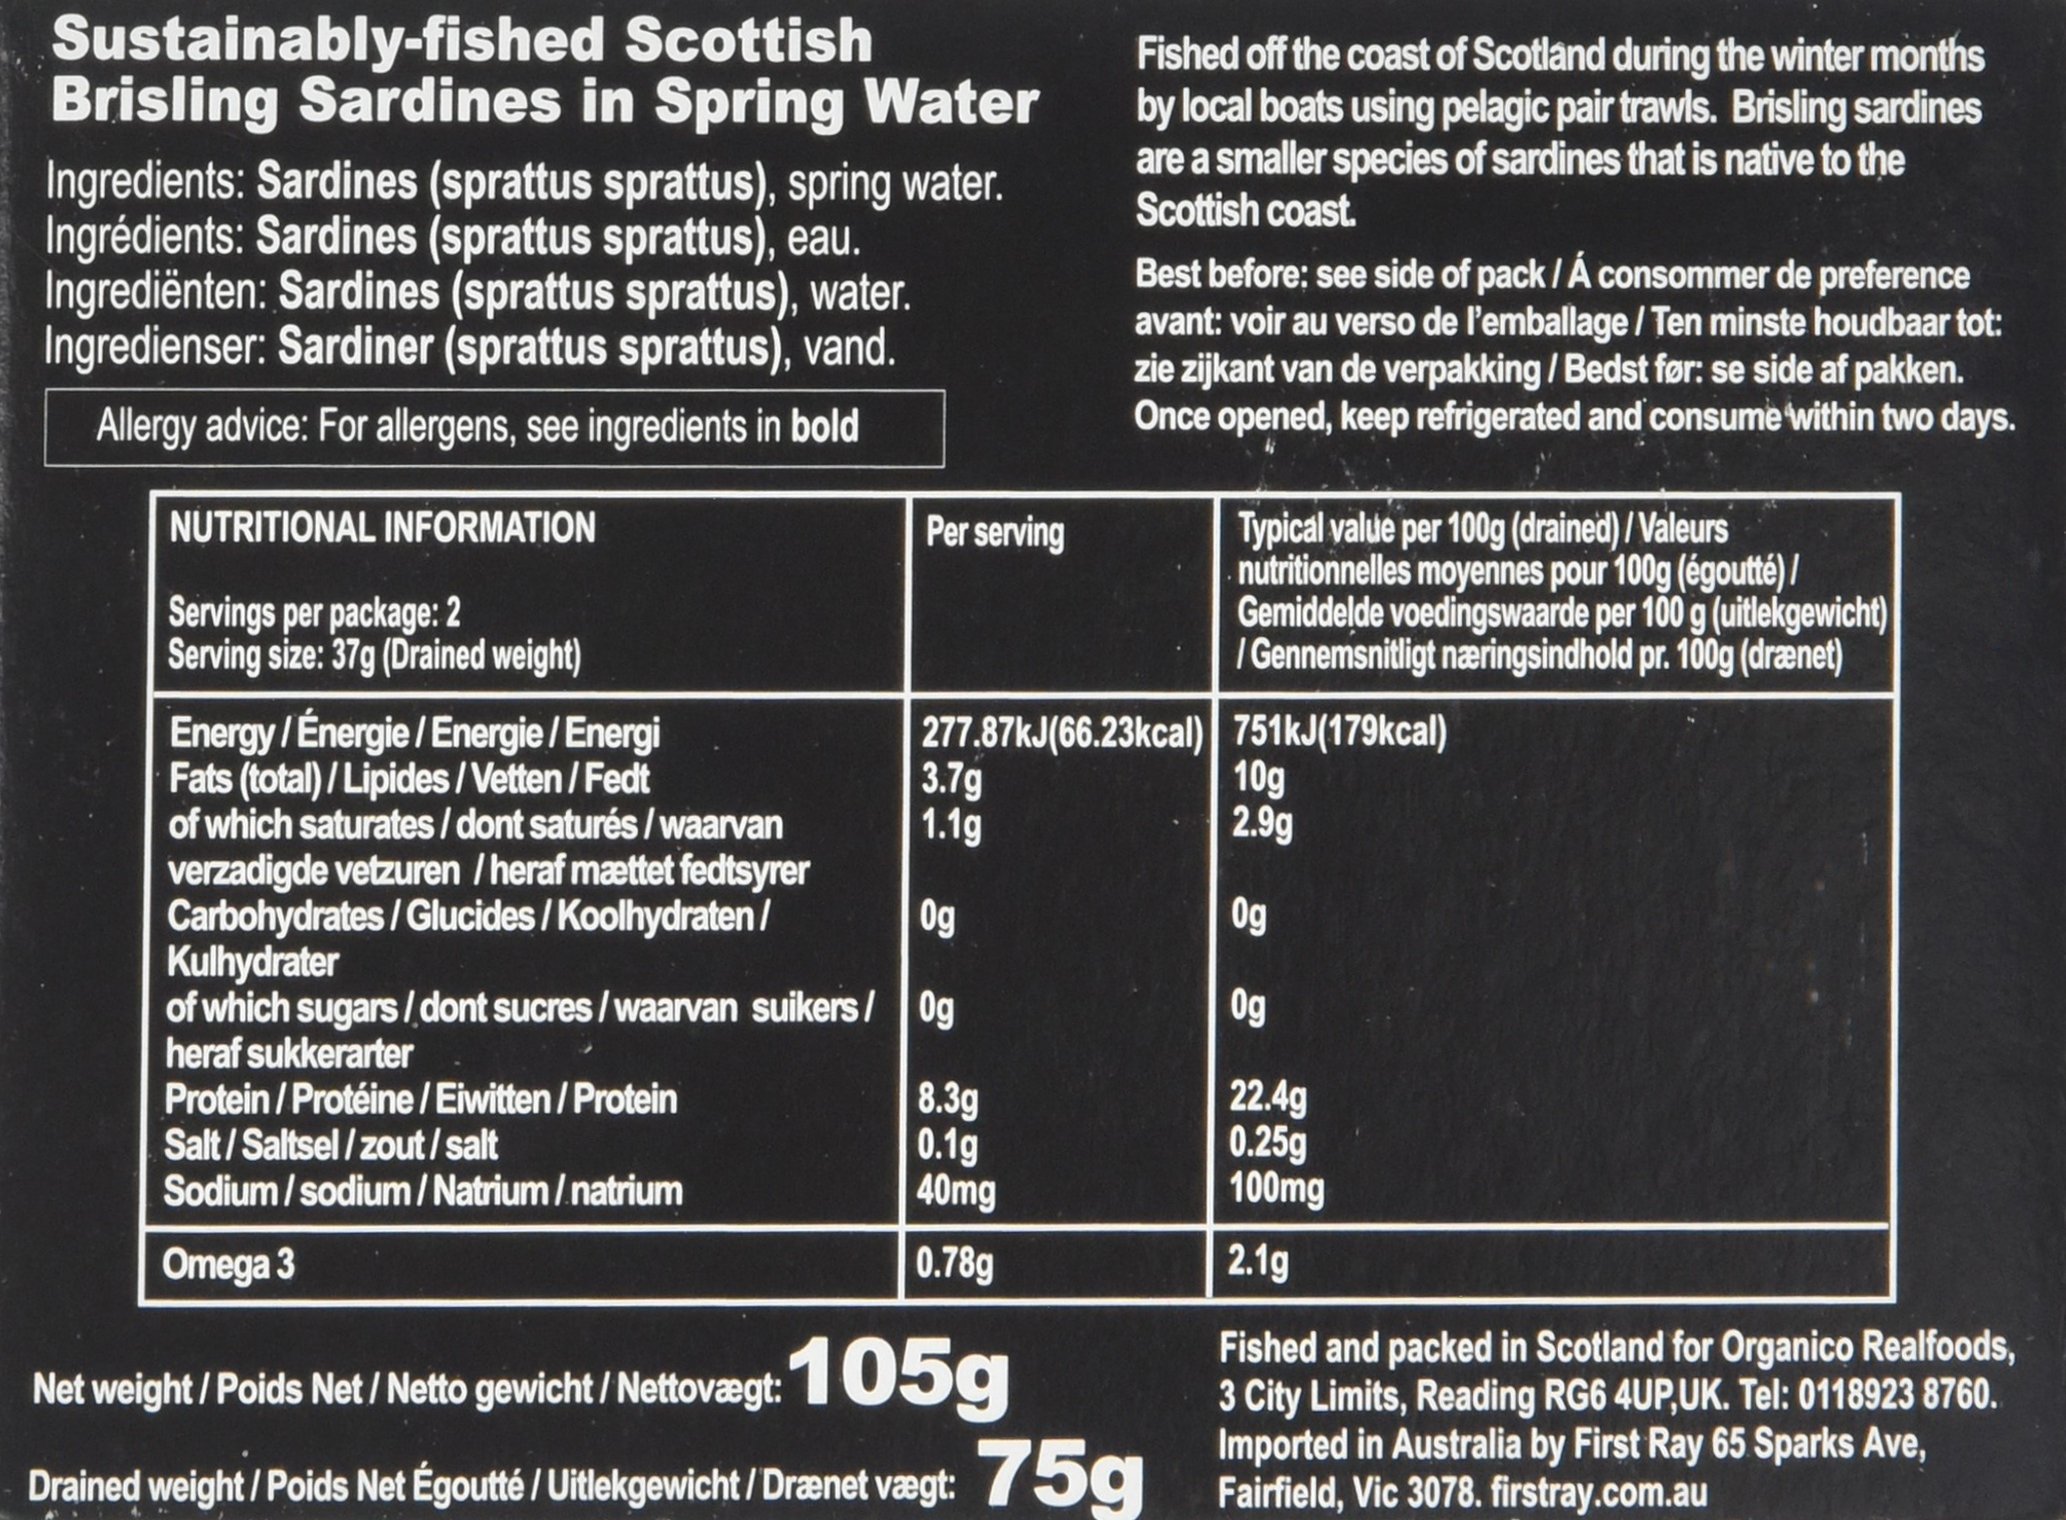 Sustainably-fished Scottish
Brisling Sardines in Spring Water
Ingredients: Sardines (sprattus sprattus), spring water.
Ingrédients: Sardines (sprattus sprattus), eau.
Ingrediënten: Sardines (sprattus sprattus), water.
Ingredienser: Sardiner (sprattus sprattus), vand.
Allergy advice: For allergens, see ingredients in bold
Fished off the coast of Scotland during the winter months
by local boats using pelagic pair trawls. Brisling sardines
are a smaller species of sardines that is native to the
Scottish coast.
Best before: see side of pack / Á consommer de preference
avant: voir au verso de l'emballage / Ten minste houdbaar tot:
zie zijkant van de verpakking / Bedst før: se side af pakken.
Once opened, keep refrigerated and consume within two days.
NUTRITIONAL INFORMATION
Servings per package: 2
Serving size: 37g (Drained weight)
Per serving
Typical value per 100g (drained) / Valeurs
nutritionnelles moyennes pour 100g (égoutté) /
Gemiddelde voedingswaarde per 100 g (uitlekgewicht)
/ Gennemsnitligt næringsindhold pr. 100g (drænet)
Energy / Énergie / Energie / Energi 277.87kJ(66.23kcal) 751kJ(179kcal)
Fats (total) / Lipides / Vetten / Fedt 3.7g 10g
of which saturates / dont saturés / waarvan 1.1g 2.9g
verzadigde vetzuren / heraf mættet fedtsyrer
Carbohydrates / Glucides / Koolhydraten / 0g 0g
Kulhydrater
of which sugars / dont sucres / waarvan suikers / 0g 0g
heraf sukkerarter
Protein / Protéine / Eiwitten / Protein 8.3g 22.4g
Salt / Saltsel / zout / salt 0.1g 0.25g
Sodium / sodium / Natrium / natrium 40mg 100mg
Omega 3 0.78g 2.1g
Net weight / Poids Net / Netto gewicht / Nettovægt: 105g
Drained weight / Poids Net Égoutté / Uitlekgewicht / Drænet vægt: 75g
Fished and packed in Scotland for Organico Realfoods,
3 City Limits, Reading RG6 4UP,UK. Tel: 0118923 8760.
Imported in Australia by First Ray 65 Sparks Ave,
Fairfield, Vic 3078. firstray.com.au